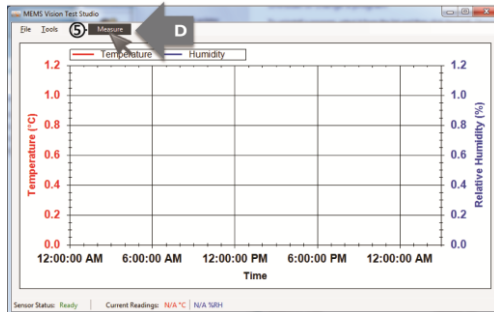 MEMS Vision Test Studio
File Tools 5 Measure D
Temperature Humidity
1.2 1.2
1.0 1.0
0.8 0.8
0.6 0.6
0.4 0.4
0.2 0.2
0.0 0.0
Temperature (°C)
Relative Humidity (%)
12:00:00 AM 6:00:00 AM 12:00:00 PM 6:00:00 PM 12:00:00 AM
Time
Sensor Status: Ready Current Readings: N/A °C N/A %RH